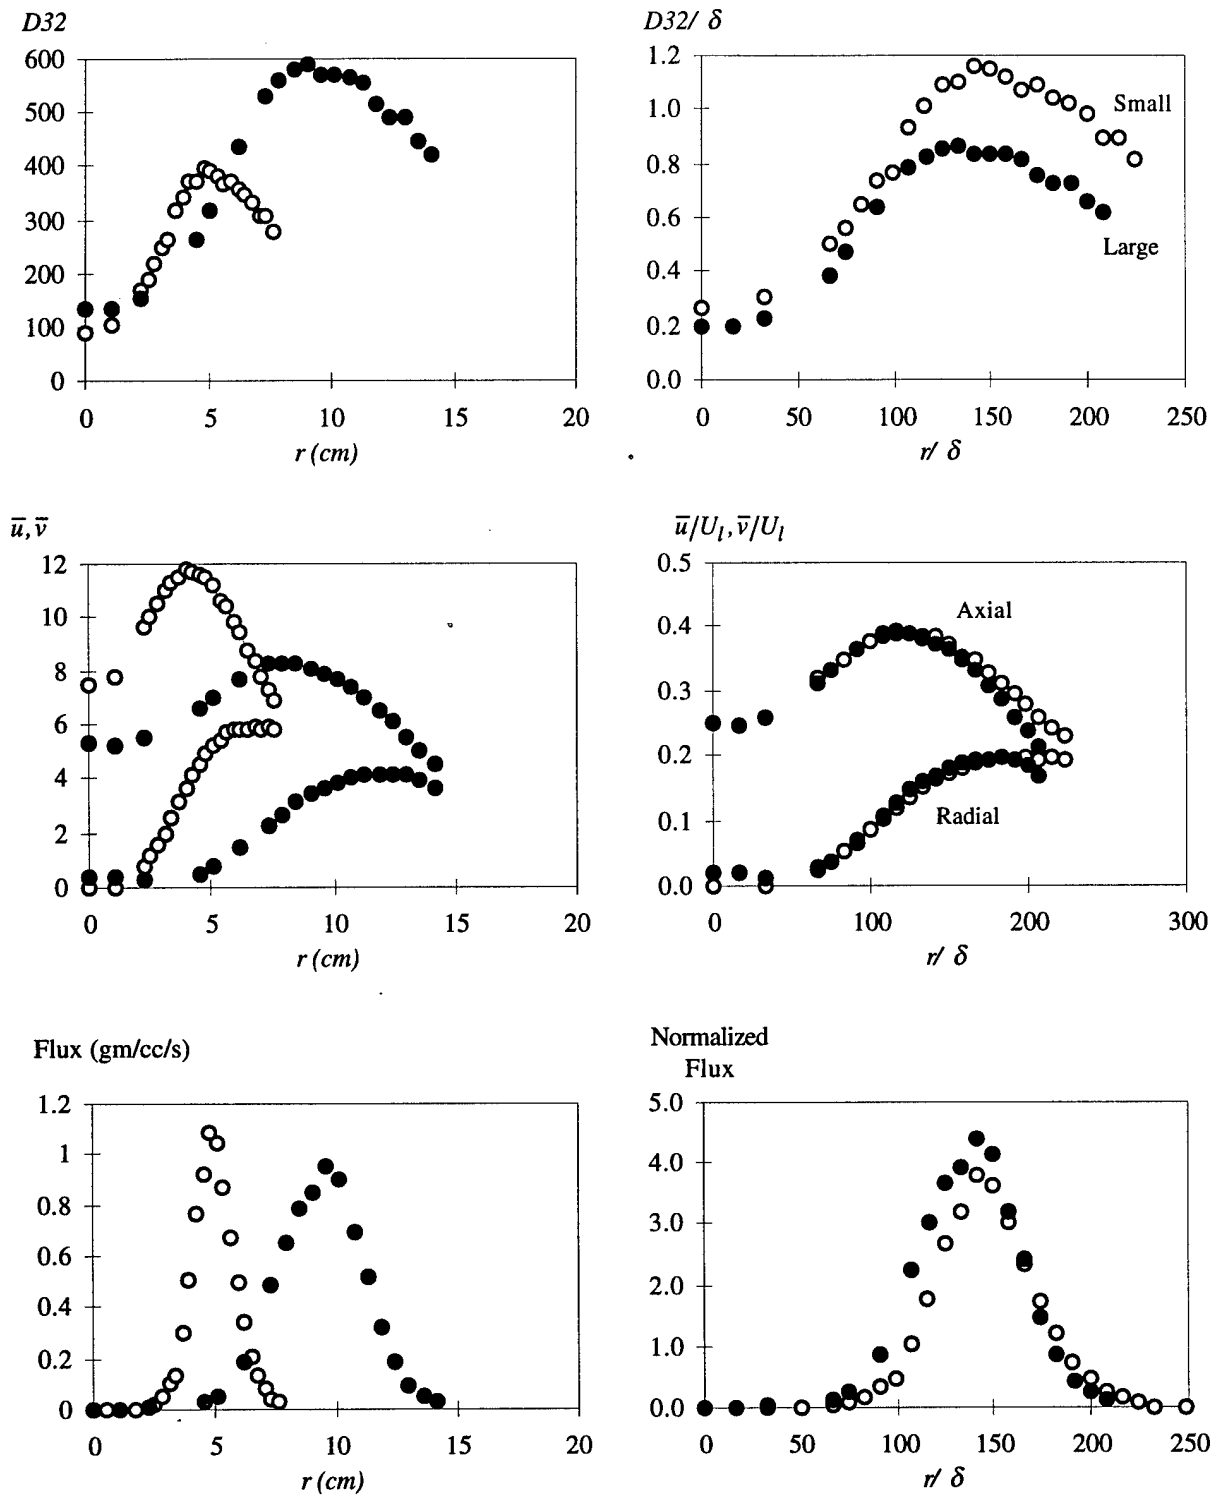 D32
600
500
400
300
200
100
0
0 5 10 15 20
r (cm)
D32/ δ
1.2
1.0
0.8
0.6
0.4
0.2
0.0
Small
Large
0 50 100 150 200 250
r/ δ
u̅, v̅
12
10
8
6
4
2
0
0 5 10 15 20
r (cm)
u̅/U_l, v̅/U_l
0.5
0.4
0.3
0.2
0.1
0.0
Axial
Radial
0 100 200 300
r/ δ
Flux (gm/cc/s)
1.2
1
0.8
0.6
0.4
0.2
0
0 5 10 15 20
r (cm)
Normalized
Flux
5.0
4.0
3.0
2.0
1.0
0.0
0 50 100 150 200 250
r/ δ